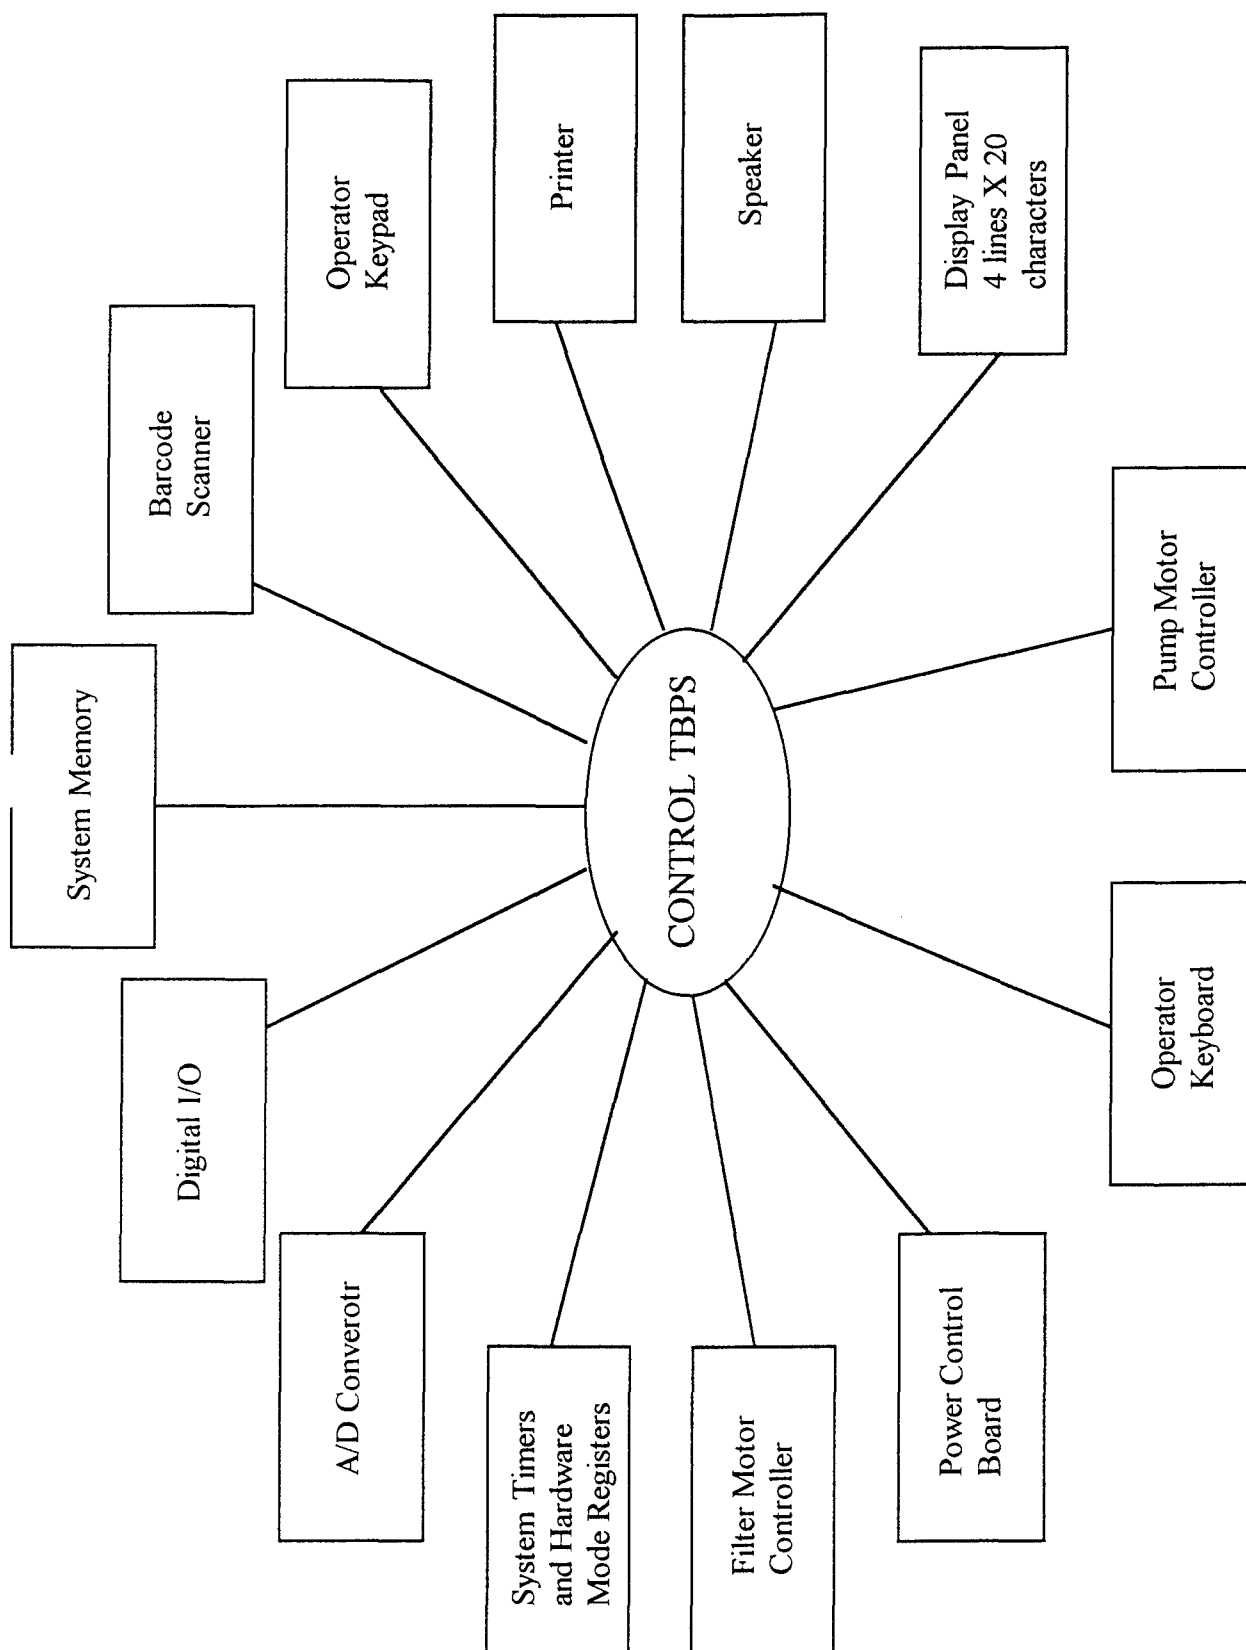 System Memory
Barcode
Scanner
Operator
Keypad
Printer
Speaker
Display Panel
4 lines X 20
characters
Pump Motor
Controller
Operator
Keyboard
Power Control
Board
Filter Motor
Controller
System Timers
and Hardware
Mode Registers
A/D Converotr
Digital I/O
CONTROL TBPS